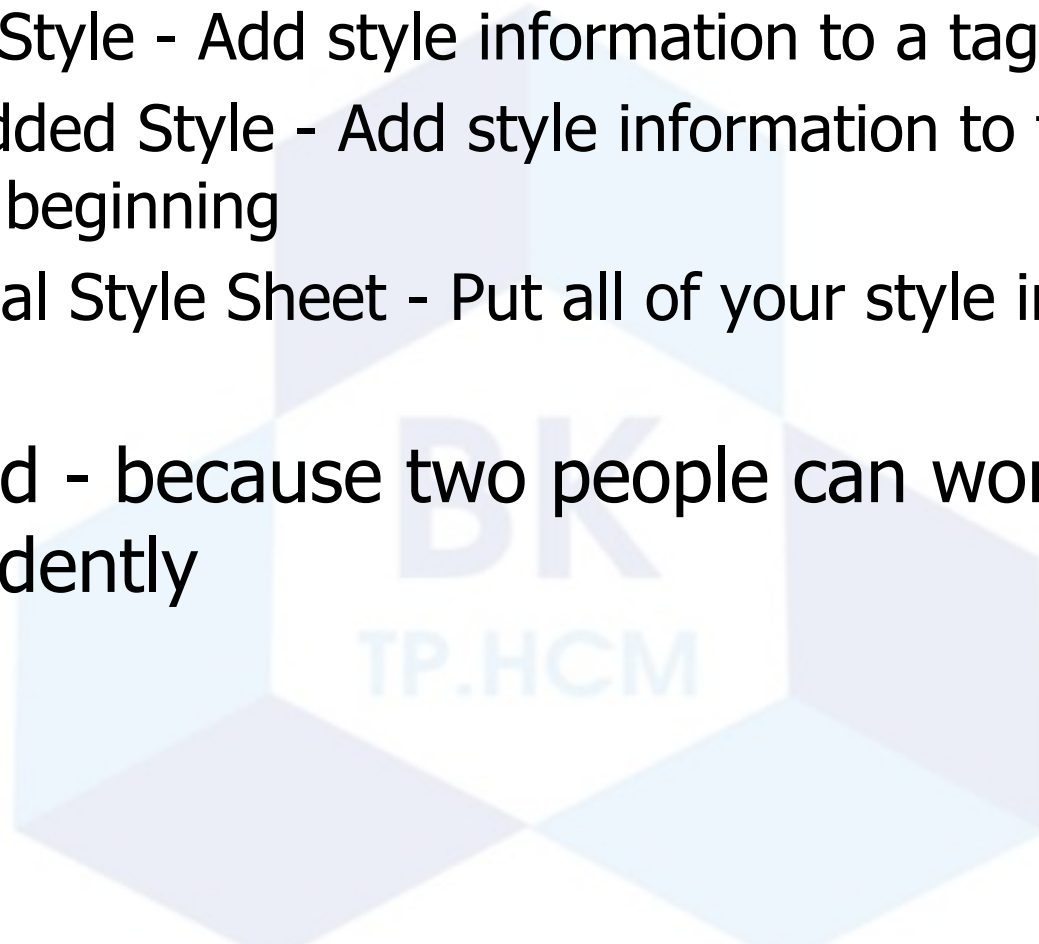 Style - Add style information to a tag
dded Style - Add style information to
beginning
al Style Sheet - Put all of your style
d - because two people can
dently
BK
TP.HCM